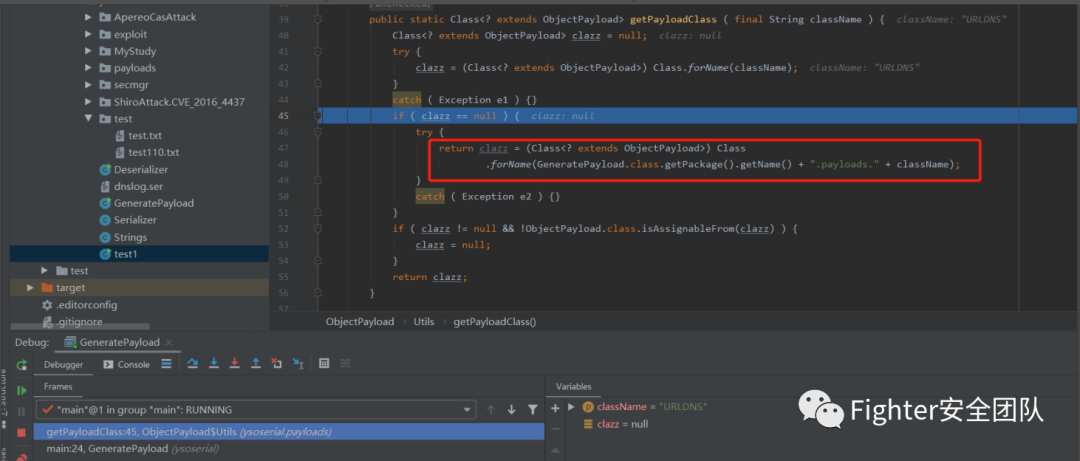 ApereoCasAttack
exploit
MyStudy
payloads
secmgr
ShiroAttack.CVE_2016_4437
test
test.txt
test110.txt
Deserializer
dnslog.ser
GeneratePayload
Serializer
Strings
test1
test
target
.editorconfig
.gitignore
39 public static Class<? extends ObjectPayload> getPayloadClass ( final String className ) { className: "URLDNS"
40 Class<? extends ObjectPayload> clazz = null; clazz: null
41 try {
42 clazz = (Class<? extends ObjectPayload>) Class.forName(className); className: "URLDNS"
43 }
44 catch ( Exception e1 ) {}
45 if ( clazz == null ) { clazz: null
46 try {
47 return clazz = (Class<? extends ObjectPayload>) Class
48 .forName(GeneratePayload.class.getPackage().getName() + ".payloads." + className);
49 }
50 catch ( Exception e2 ) {}
51 }
52 if ( clazz != null && !ObjectPayload.class.isAssignableFrom(clazz) ) {
53 clazz = null;
54 }
55 return clazz;
56 }
57
ObjectPayload › Utils › getPayloadClass()
Debug: GeneratePayload ×
Debugger Console
Frames
"main"@1 in group "main": RUNNING
getPayloadClass:45, ObjectPayload$Utils (ysoserial.payloads)
main:24, GeneratePayload (ysoserial)
Variables
className = "URLDNS"
clazz = null
Fighter安全团队